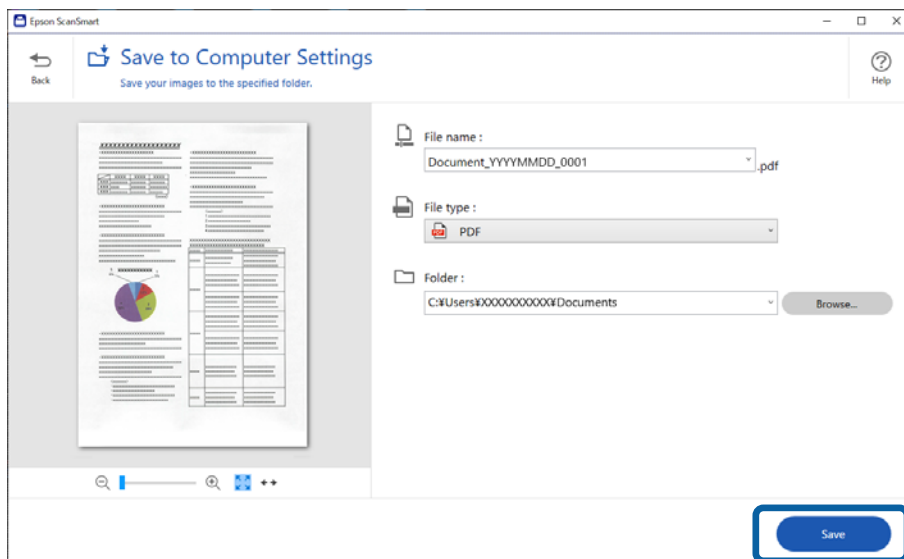 Epson ScanSmart
Back
Save to Computer Settings
Save your images to the specified folder.
Help
File name :
Document_YYYYMMDD_0001
.pdf
File type :
PDF
Folder :
C:¥Users¥XXXXXXXXXX¥Documents
Browse...
Save